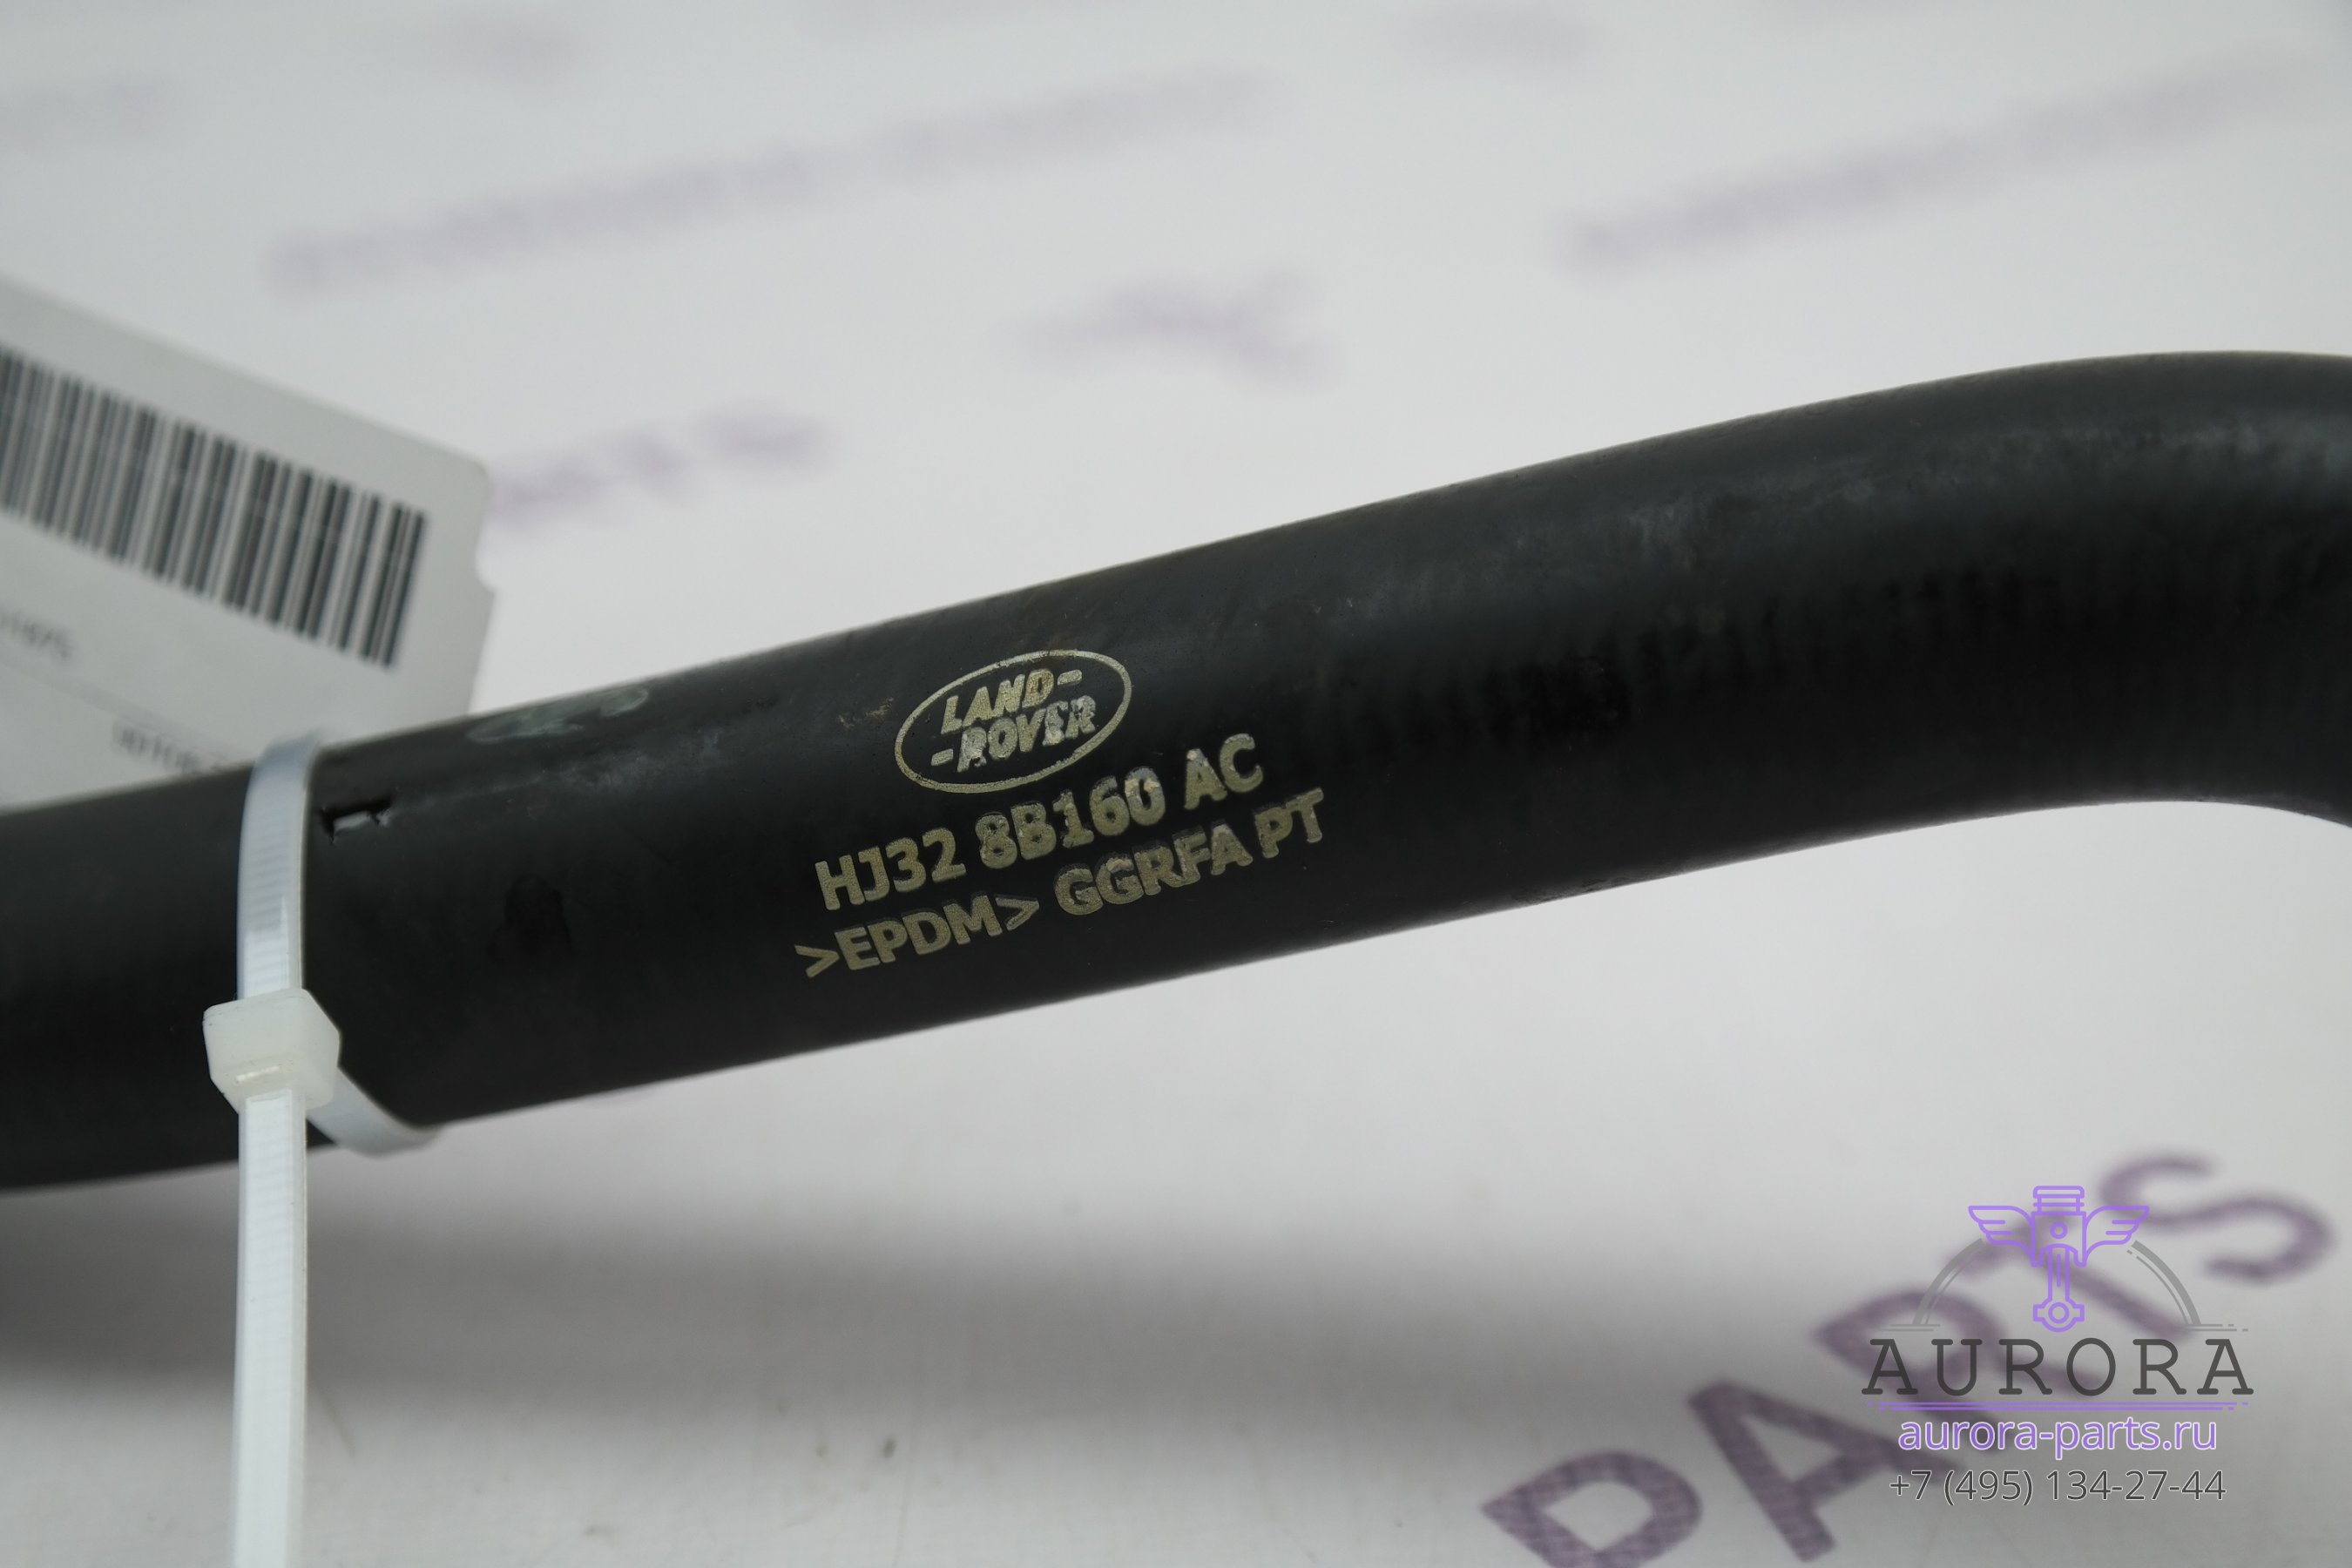 LAND-
-ROVER
HJ32 8B160 AC
>EPDM> GGRFA PT
PARTS
AURORA
aurora-parts.ru
+7 (495) 134-27-44